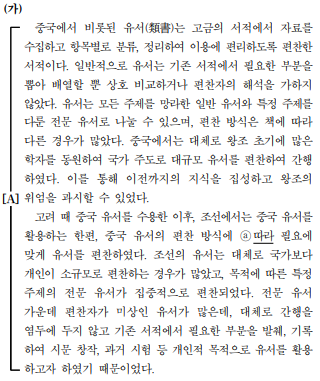 (가)
중국에서 비롯된 유서(類書)는 고금의 서적에서 자료를
수집하고 항목별로 분류, 정리하여 이용에 편리하도록 편찬한
서적이다. 일반적으로 유서는 기존 서적에서 필요한 부분을
뽑아 배열할 뿐 상호 비교하거나 편찬자의 해석을 가하지
않았다. 유서는 모든 주제를 망라한 일반 유서와 특정 주제를
다룬 전문 유서로 나눌 수 있으며, 편찬 방식은 책에 따라
다른 경우가 많았다. 중국에서는 대체로 왕조 초기에 많은
학자를 동원하여 국가 주도로 대규모 유서를 편찬하여 간행
하였다. 이를 통해 이전까지의 지식을 집성하고 왕조의
[A] 위엄을 과시할 수 있었다.
고려 때 중국 유서를 수용한 이후, 조선에서는 중국 유서를
활용하는 한편, 중국 유서의 편찬 방식에 ⓐ따라 필요에
맞게 유서를 편찬하였다. 조선의 유서는 대체로 국가보다
개인이 소규모로 편찬하는 경우가 많았고, 목적에 따른 특정
주제의 전문 유서가 집중적으로 편찬되었다. 전문 유서
가운데 편찬자가 미상인 유서가 많은데, 대체로 간행을
염두에 두지 않고 기존 서적에서 필요한 부분을 발췌, 기록
하여 시문 창작, 과거 시험 등 개인적 목적으로 유서를 활용
하고자 하였기 때문이었다.